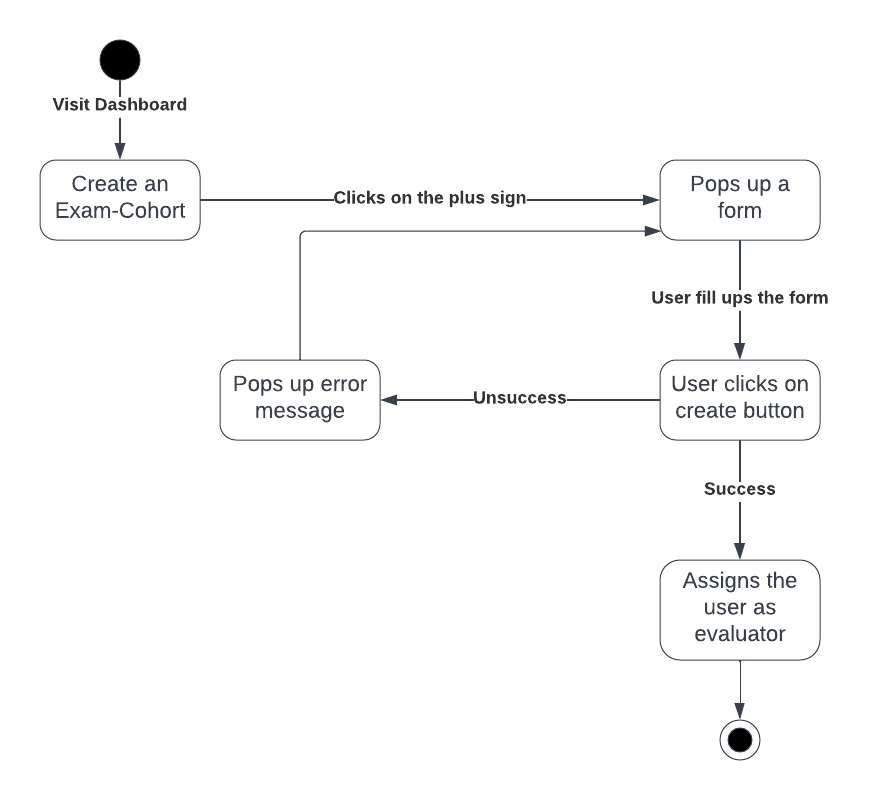 Visit Dashboard
Create an
Exam-Cohort
Clicks on the plus sign
Pops up a
form
User fill ups the form
Pops up error
message
Unsuccess
User clicks on
create button
Success
Assigns the
user as
evaluator